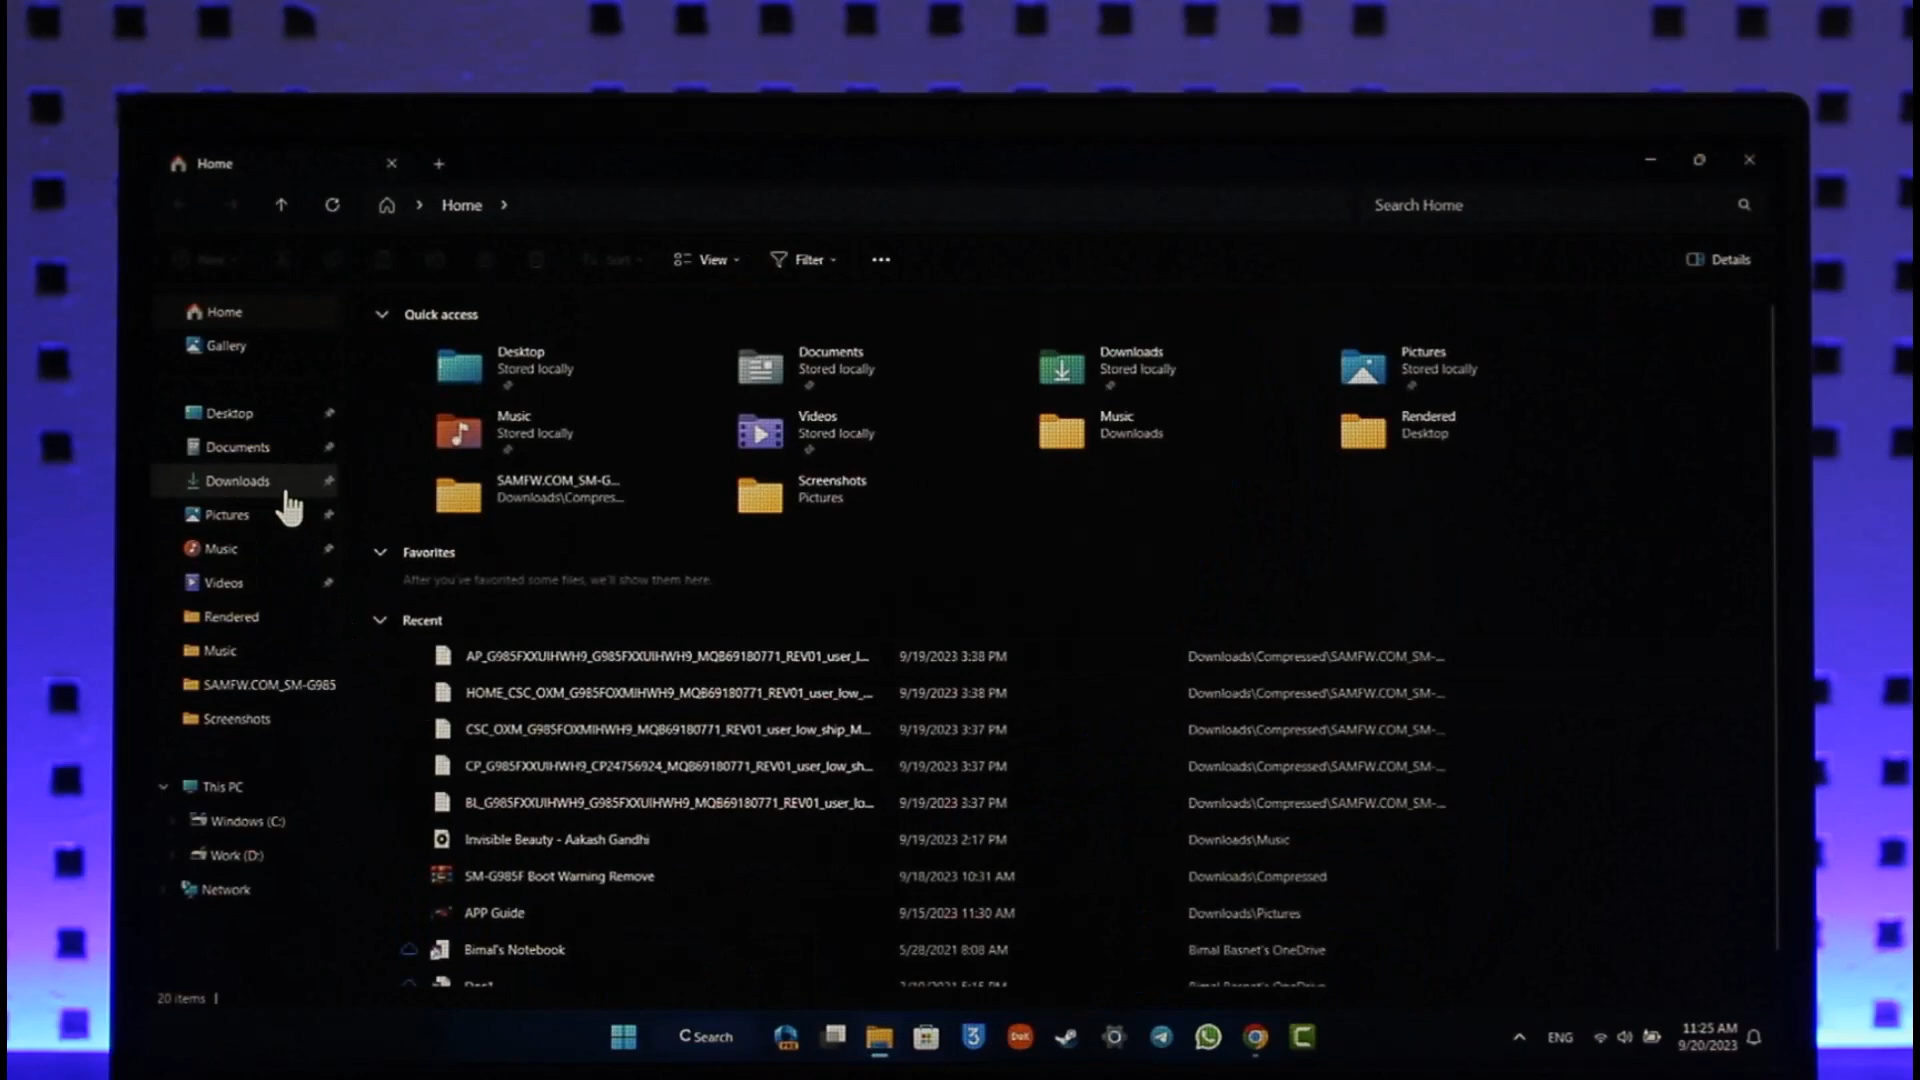 Home
Home
Search Home
View
Filter
Details
Home
Gallery
Desktop
Documents
Downloads
Pictures
Music
Videos
Rendered
Music
SAMFW.COM_SM-G985
Screenshots
This PC
Windows (C:)
Work (D:)
Network
20 items
Quick access
Desktop
Stored locally
Documents
Stored locally
Downloads
Stored locally
Pictures
Stored locally
Music
Stored locally
Videos
Stored locally
Music
Downloads
Rendered
Desktop
SAMFW.COM_SM-G...
Downloads\Compres...
Screenshots
Pictures
Favorites
After you've favorited some files, we'll show them here.
Recent
AP_G985FXXUIHWH9_G985FXXUIHWH9_MQB69180771_REV01_user_l... 9/19/2023 3:38 PM Downloads\Compressed\SAMFW.COM_SM-...
HOME_CSC_OXM_G985FOXMIHWH9_MQB69180771_REV01_user_low_... 9/19/2023 3:38 PM Downloads\Compressed\SAMFW.COM_SM-...
CSC_OXM_G985FOXMIHWH9_MQB69180771_REV01_user_low_ship_M... 9/19/2023 3:37 PM Downloads\Compressed\SAMFW.COM_SM-...
CP_G985FXXUIHWH9_CP24756924_MQB69180771_REV01_user_low_sh... 9/19/2023 3:37 PM Downloads\Compressed\SAMFW.COM_SM-...
BL_G985FXXUIHWH9_G985FXXUIHWH9_MQB69180771_REV01_user_lo... 9/19/2023 3:37 PM Downloads\Compressed\SAMFW.COM_SM-...
Invisible Beauty - Aakash Gandhi 9/19/2023 2:17 PM Downloads\Music
SM-G985F Boot Warning Remove 9/18/2023 10:31 AM Downloads\Compressed
APP Guide 9/15/2023 11:30 AM Downloads\Pictures
Bimal's Notebook 5/28/2021 8:08 AM Bimal Basnet's OneDrive
Search
ENG
11:25 AM
9/20/2023